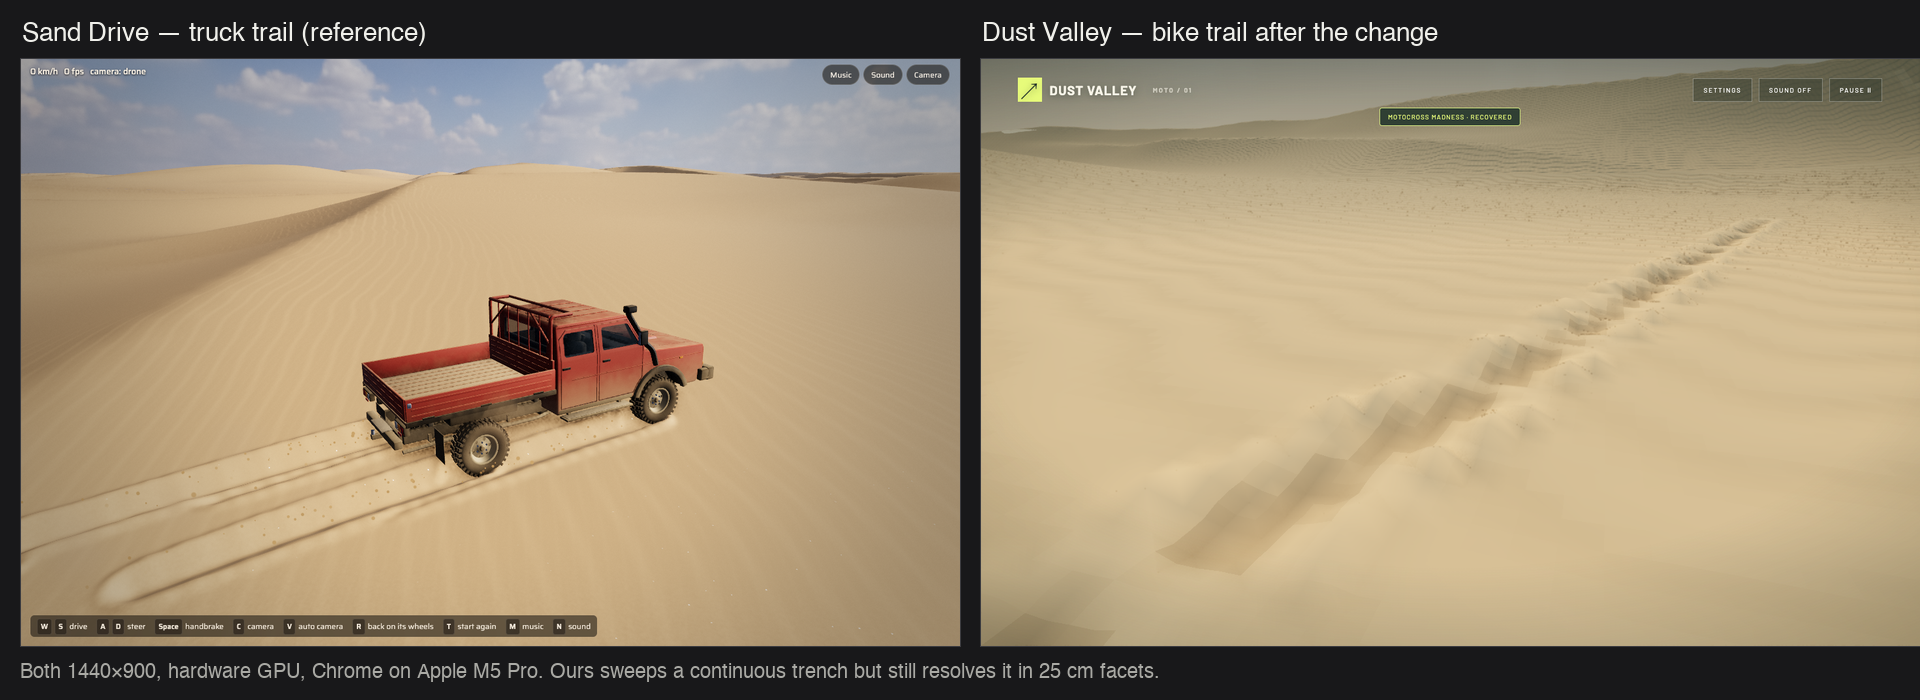 Sand Drive — truck trail (reference)
Dust Valley — bike trail after the change
0 km/h 0 fps camera: drone
Music Sound Camera
DUST VALLEY MOTO / 01
SETTINGS SOUND OFF PAUSE II
MOTOCROSS MADNESS · RECOVERED
W S drive A D steer Space handbrake C camera V auto camera R back on its wheels T start again M music N sound
Both 1440×900, hardware GPU, Chrome on Apple M5 Pro. Ours sweeps a continuous trench but still resolves it in 25 cm facets.